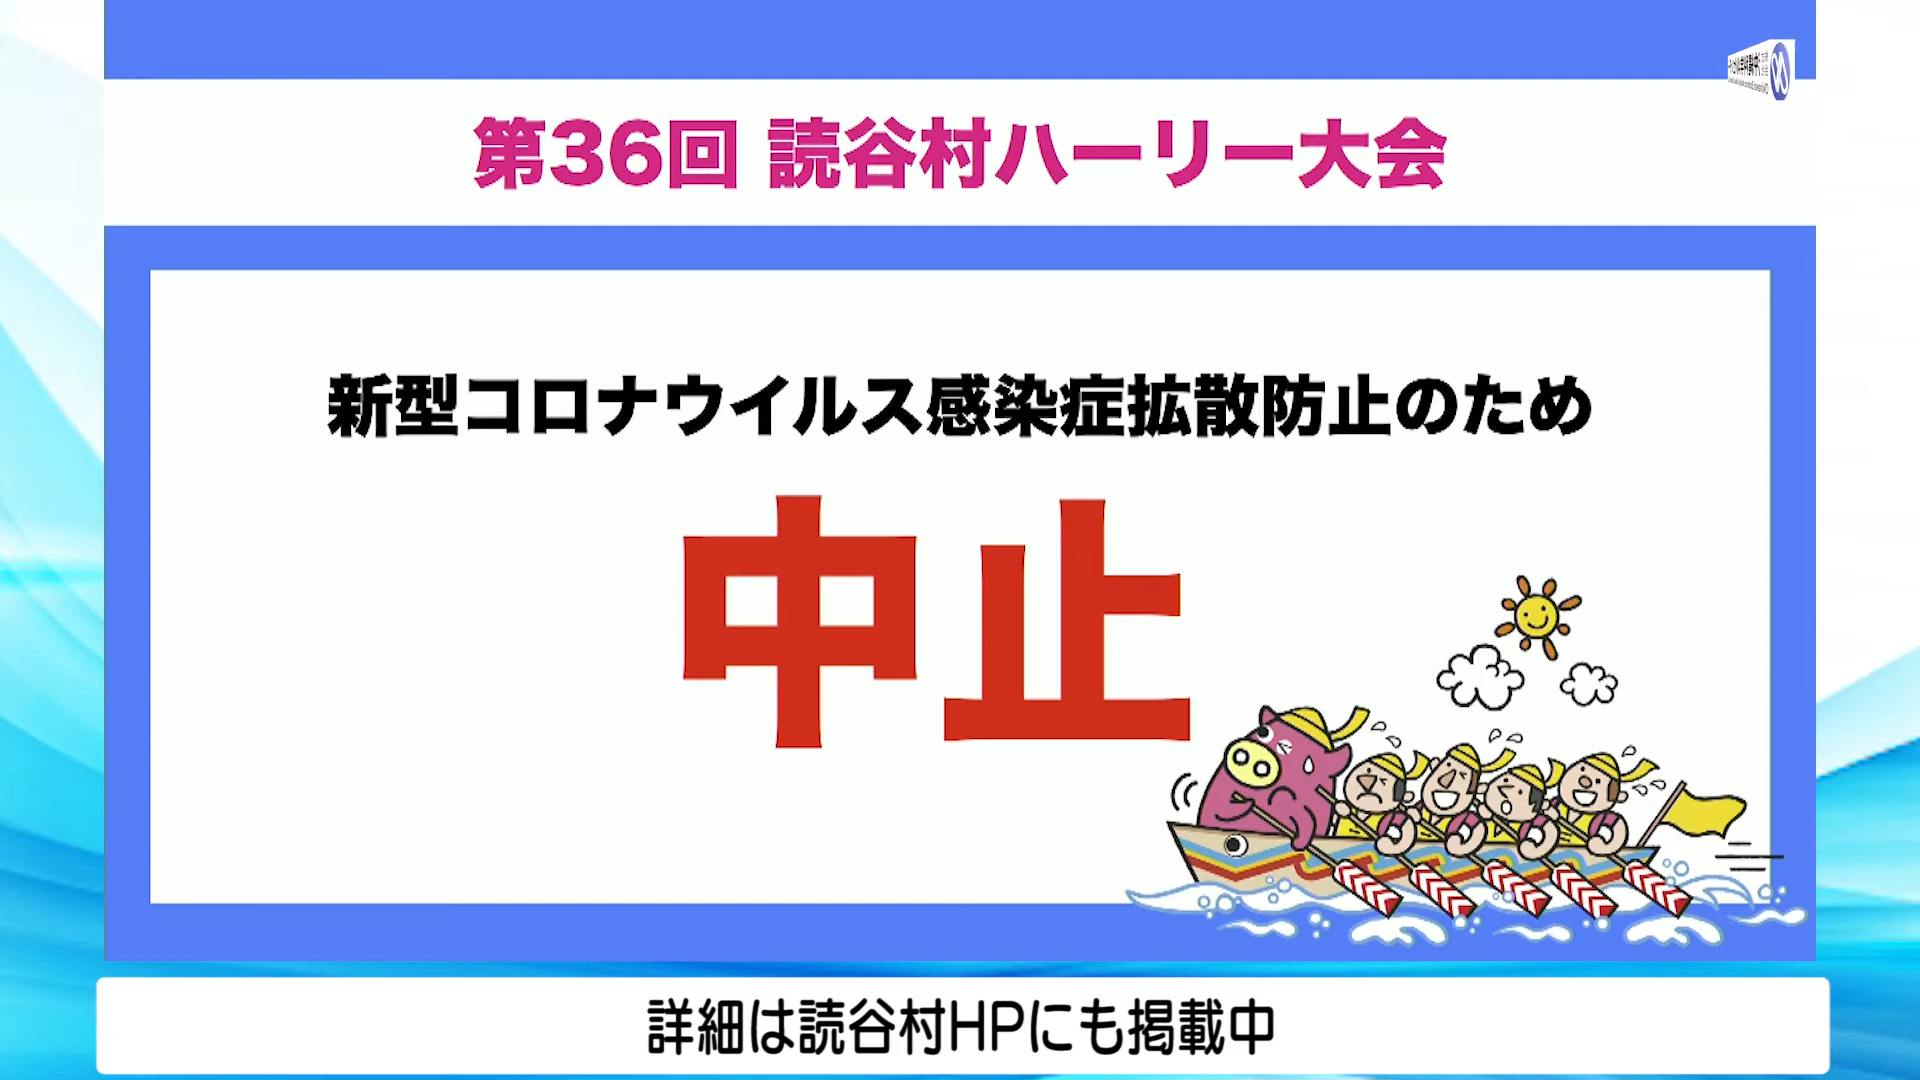 第36回 読谷村ハーリー大会
新型コロナウイルス感染症拡散防止のため
中止
詳細は読谷村HPにも掲載中